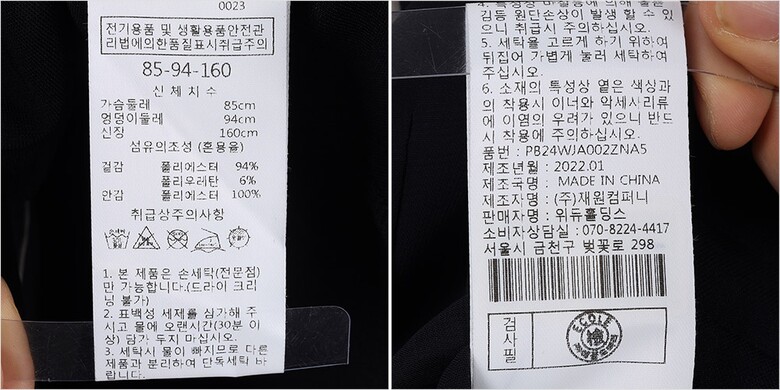 0023
전기용품 및 생활용품안전관
리법에의한품질표시취급주의
85-94-160
신 체 치 수
가슴둘레 85cm
엉덩이둘레 94cm
신장 160cm
섬유의조성 (혼용율)
겉감 폴리에스터 94%
폴리우레탄 6%
안감 폴리에스터 100%
취급상주의사항
1. 본 제품은 손세탁(전문점)
만 가능합니다.(드라이 크리
닝 불가)
2. 표백성 세제를 삼가해 주
시고 물에 오랜시간(30분 이
상) 담가 두지 마십시오.
3. 세탁시 물이 빠지므로 다른
제품과 분리하여 단독세탁 바
랍니다.
김등 원단손상이 발생 할 수 있
으니 취급시 주의하십시오.
5. 세탁을 고르게 하기 위하여
뒤집어 가볍게 눌러 세탁하여
주십시오.
6. 소재의 특성상 옅은 색상과
의 착용시 이너와 악세사리류
에 이염의 우려가 있으니 반드
시 착용에 주의하십시오.
품번 : PB24WJA002ZNA5
제조년월 : 2022.01
제조국명 : MADE IN CHINA
제조자명 : (주)재원컴퍼니
판매자명 : 위듀홀딩스
소비자상담실 : 070-8224-4417
서울시 금천구 벚꽃로 298
검사필
ECOLE
檢